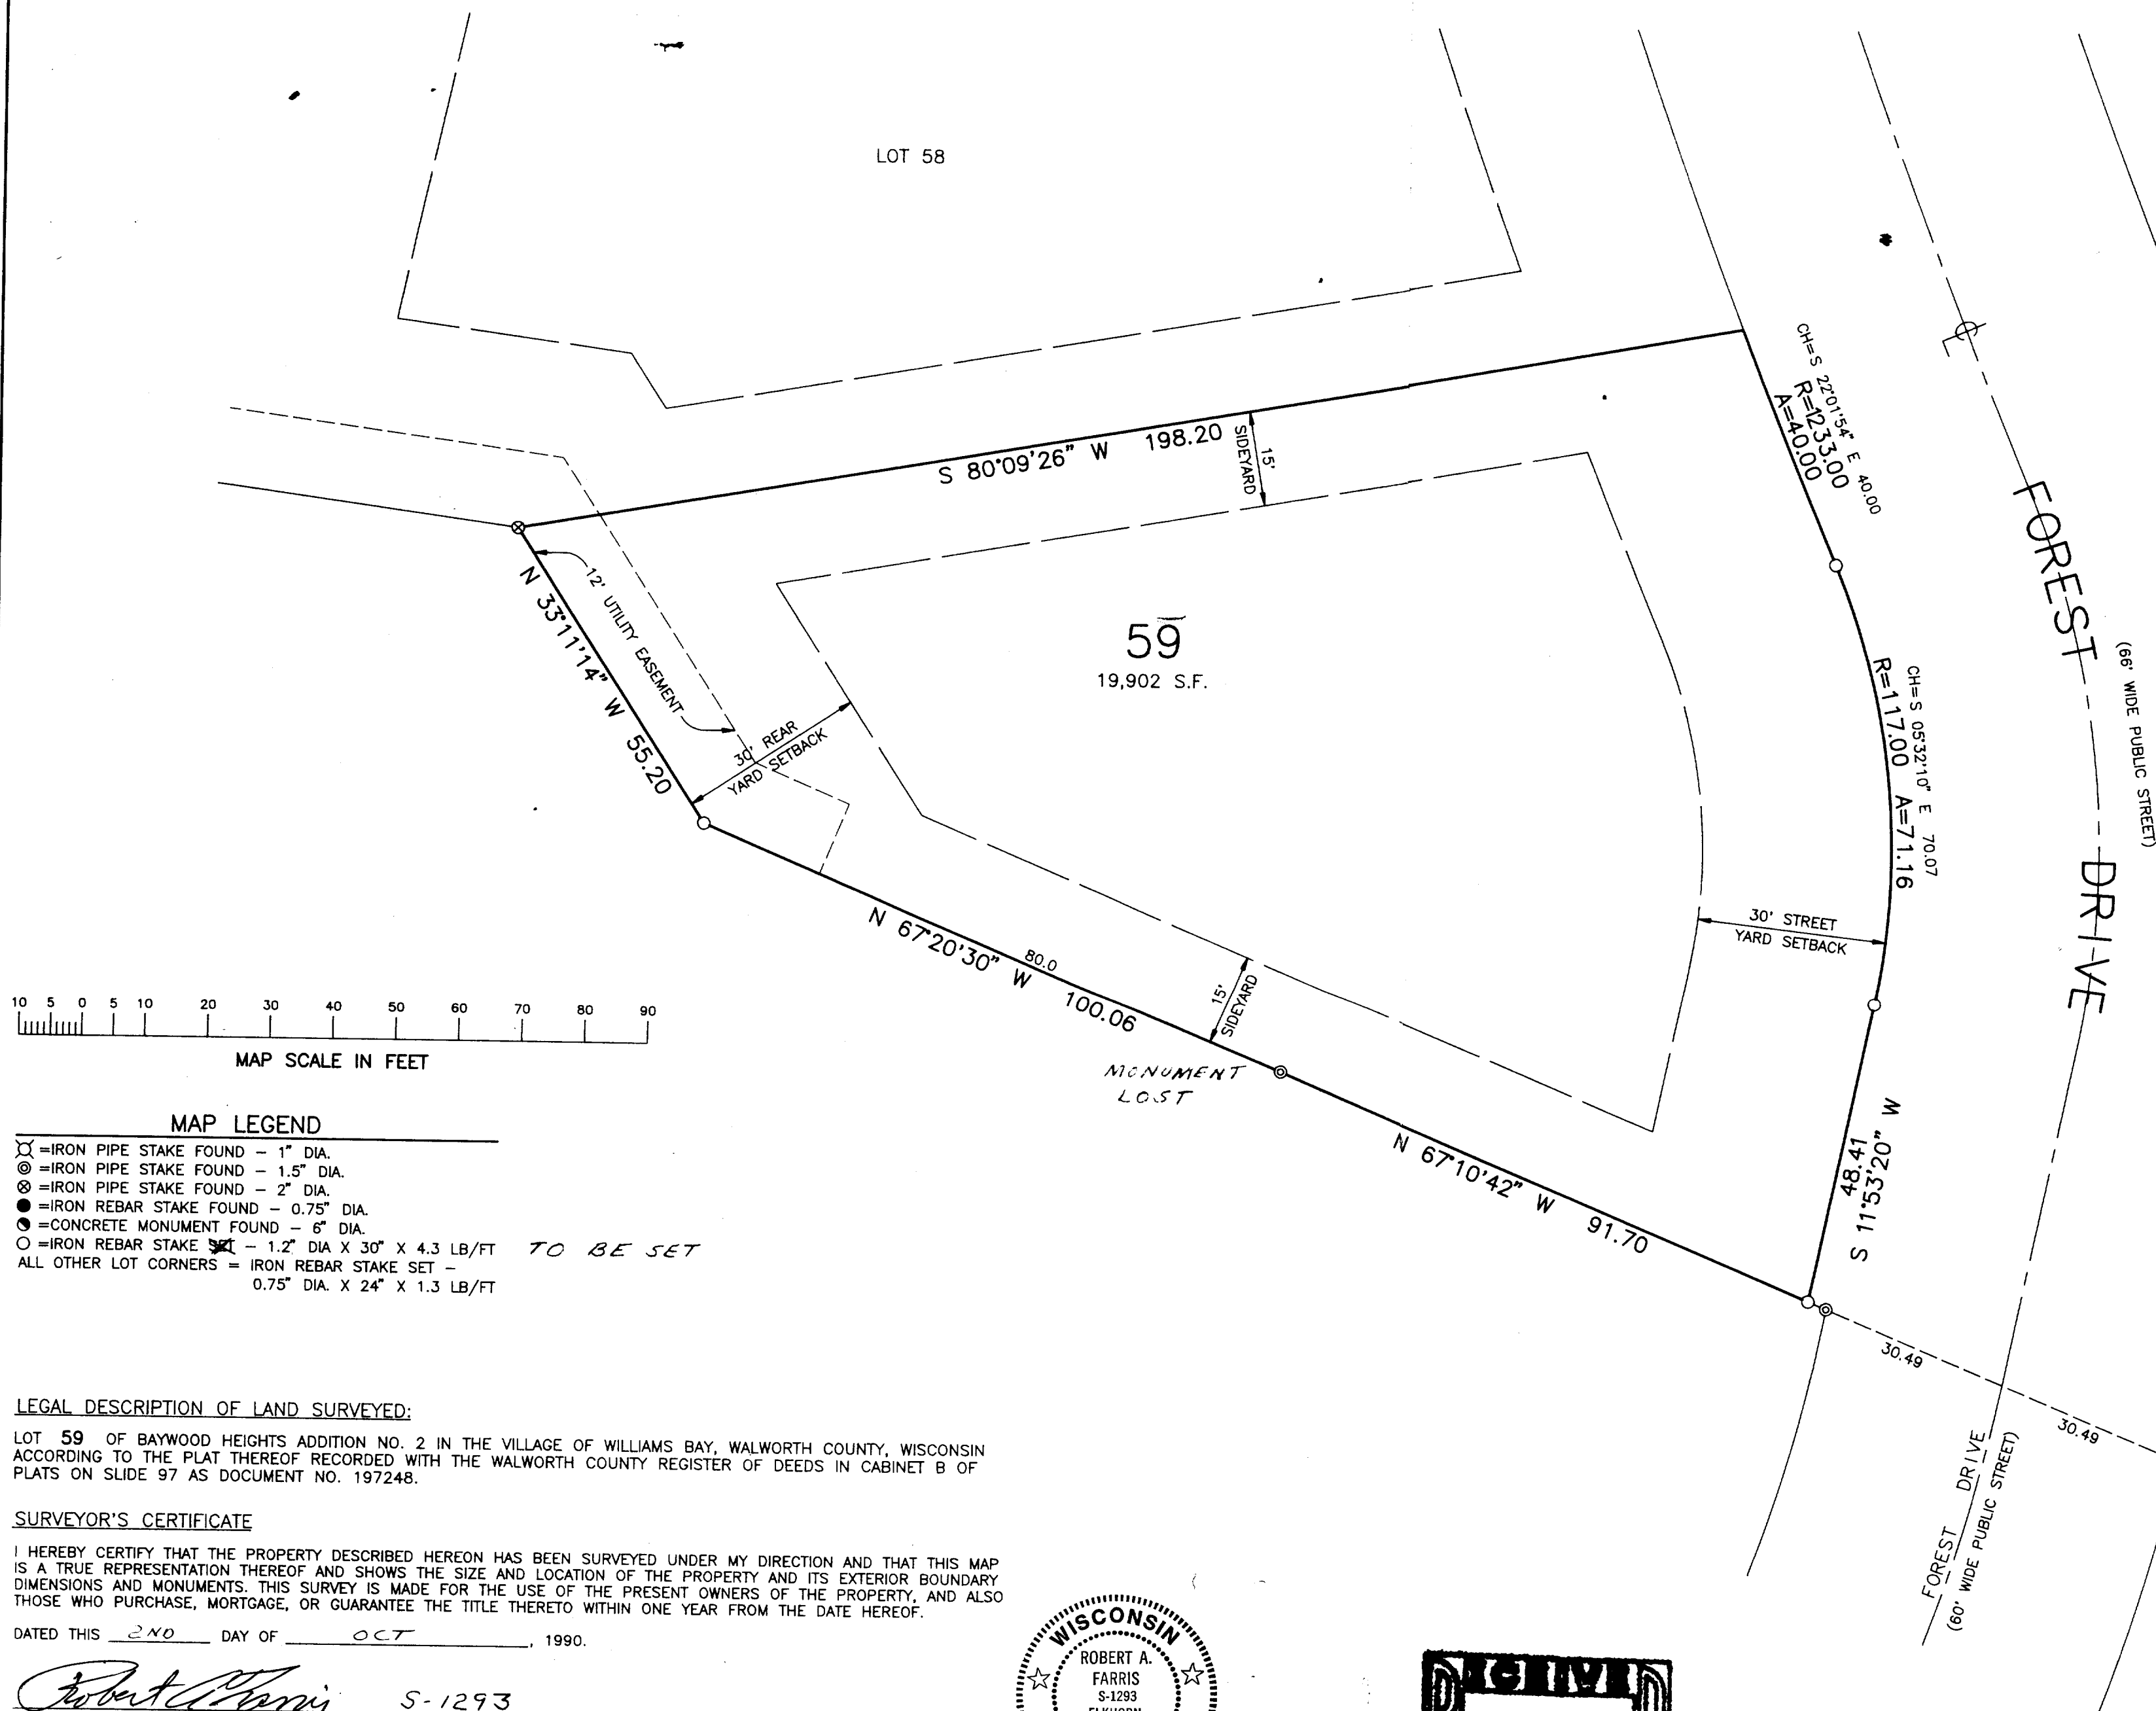 LOT 58
S 80°09'26" W 198.20
15'
SIDEYARD
CH=S 22°01'54" E 40.00
R=1233.00
A=40.00
FOREST DRIVE
(66' WIDE PUBLIC STREET)
N 33°11'14" W 55.20
12' UTILITY EASEMENT
30' REAR
YARD SETBACK
59
19,902 S.F.
CH=S 05°32'10" E 70.07
R=117.00 A=71.16
30' STREET
YARD SETBACK
N 67°20'30" W 100.06
80.0
15'
SIDEYARD
MONUMENT
LOST
N 67°10'42" W 91.70
48.41
S 11°53'20" W
30.49
30.49
FOREST DRIVE
(60' WIDE PUBLIC STREET)
10 5 0 5 10 20 30 40 50 60 70 80 90
MAP SCALE IN FEET
MAP LEGEND
=IRON PIPE STAKE FOUND - 1" DIA.
=IRON PIPE STAKE FOUND - 1.5" DIA.
=IRON PIPE STAKE FOUND - 2" DIA.
=IRON REBAR STAKE FOUND - 0.75" DIA.
=CONCRETE MONUMENT FOUND - 6" DIA.
=IRON REBAR STAKE SET - 1.2" DIA X 30" X 4.3 LB/FT TO BE SET
ALL OTHER LOT CORNERS = IRON REBAR STAKE SET -
0.75" DIA. X 24" X 1.3 LB/FT
LEGAL DESCRIPTION OF LAND SURVEYED:
LOT 59 OF BAYWOOD HEIGHTS ADDITION NO. 2 IN THE VILLAGE OF WILLIAMS BAY, WALWORTH COUNTY, WISCONSIN
ACCORDING TO THE PLAT THEREOF RECORDED WITH THE WALWORTH COUNTY REGISTER OF DEEDS IN CABINET B OF
PLATS ON SLIDE 97 AS DOCUMENT NO. 197248.
SURVEYOR'S CERTIFICATE
I HEREBY CERTIFY THAT THE PROPERTY DESCRIBED HEREON HAS BEEN SURVEYED UNDER MY DIRECTION AND THAT THIS MAP
IS A TRUE REPRESENTATION THEREOF AND SHOWS THE SIZE AND LOCATION OF THE PROPERTY AND ITS EXTERIOR BOUNDARY
DIMENSIONS AND MONUMENTS. THIS SURVEY IS MADE FOR THE USE OF THE PRESENT OWNERS OF THE PROPERTY, AND ALSO
THOSE WHO PURCHASE, MORTGAGE, OR GUARANTEE THE TITLE THERETO WITHIN ONE YEAR FROM THE DATE HEREOF.
DATED THIS 2ND DAY OF OCT, 1990.
Robert A Farris S-1293
WISCONSIN
ROBERT A.
FARRIS
S-1293
ELKHORN